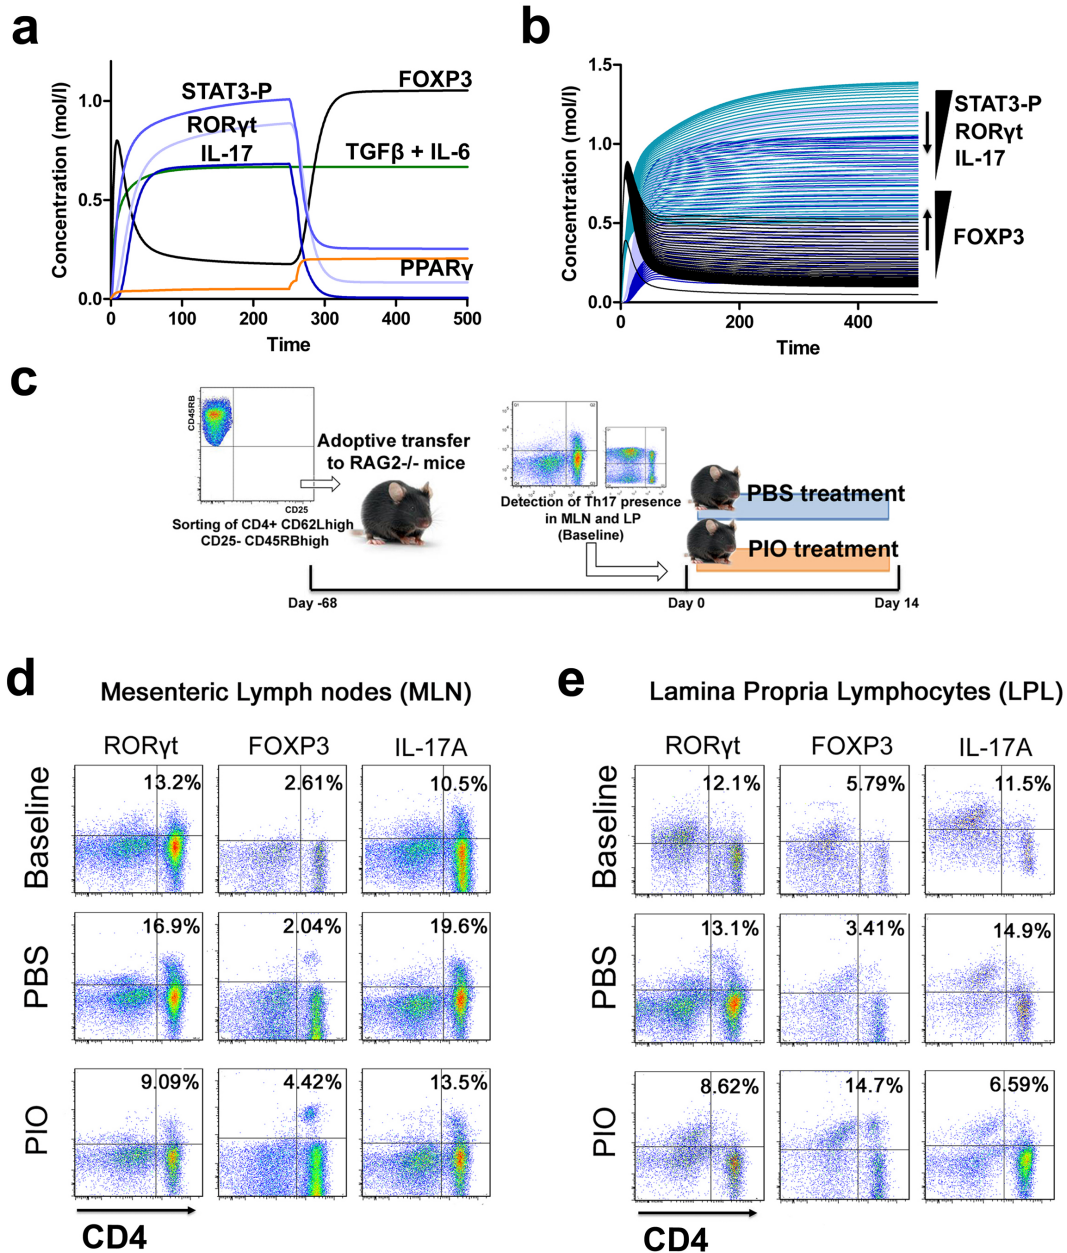 a
Concentration (mol/l)
1.0
0.5
0.0
0
100
200
300
400
500
Time
STAT3-P
RORγt
IL-17
FOXP3
TGFβ + IL-6
PPARγ
b
Concentration (mol/l)
1.5
1.0
0.5
0.0
0
200
400
Time
STAT3-P
RORγt
IL-17
FOXP3
c
CD45RB
CD25
Sorting of CD4+ CD62Lhigh
CD25- CD45RBhigh
Adoptive transfer
to RAG2-/- mice
Detection of Th17 presence
in MLN and LP
(Baseline)
PBS treatment
PIO treatment
Day -68
Day 0
Day 14
d
Mesenteric Lymph nodes (MLN)
RORγt
FOXP3
IL-17A
Baseline
13.2%
2.61%
10.5%
PBS
16.9%
2.04%
19.6%
PIO
9.09%
4.42%
13.5%
CD4
e
Lamina Propria Lymphocytes (LPL)
RORγt
FOXP3
IL-17A
Baseline
12.1%
5.79%
11.5%
PBS
13.1%
3.41%
14.9%
PIO
8.62%
14.7%
6.59%
CD4